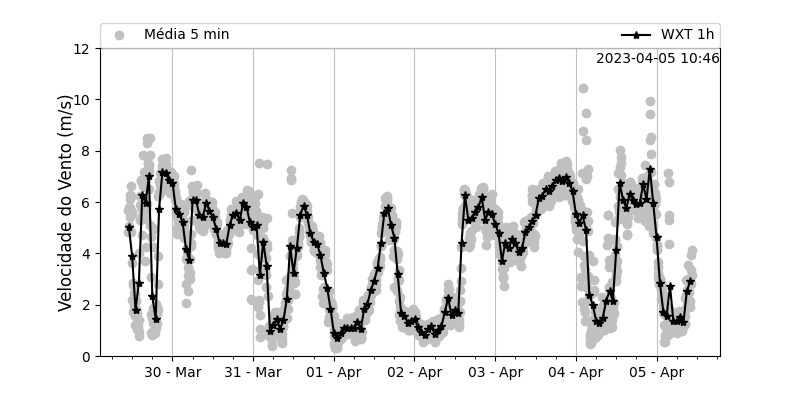 Média 5 min
WXT 1h
2023-04-05 10:46
Velocidade do Vento (m/s)
12
10
8
6
4
2
0
30 - Mar
31 - Mar
01 - Apr
02 - Apr
03 - Apr
04 - Apr
05 - Apr